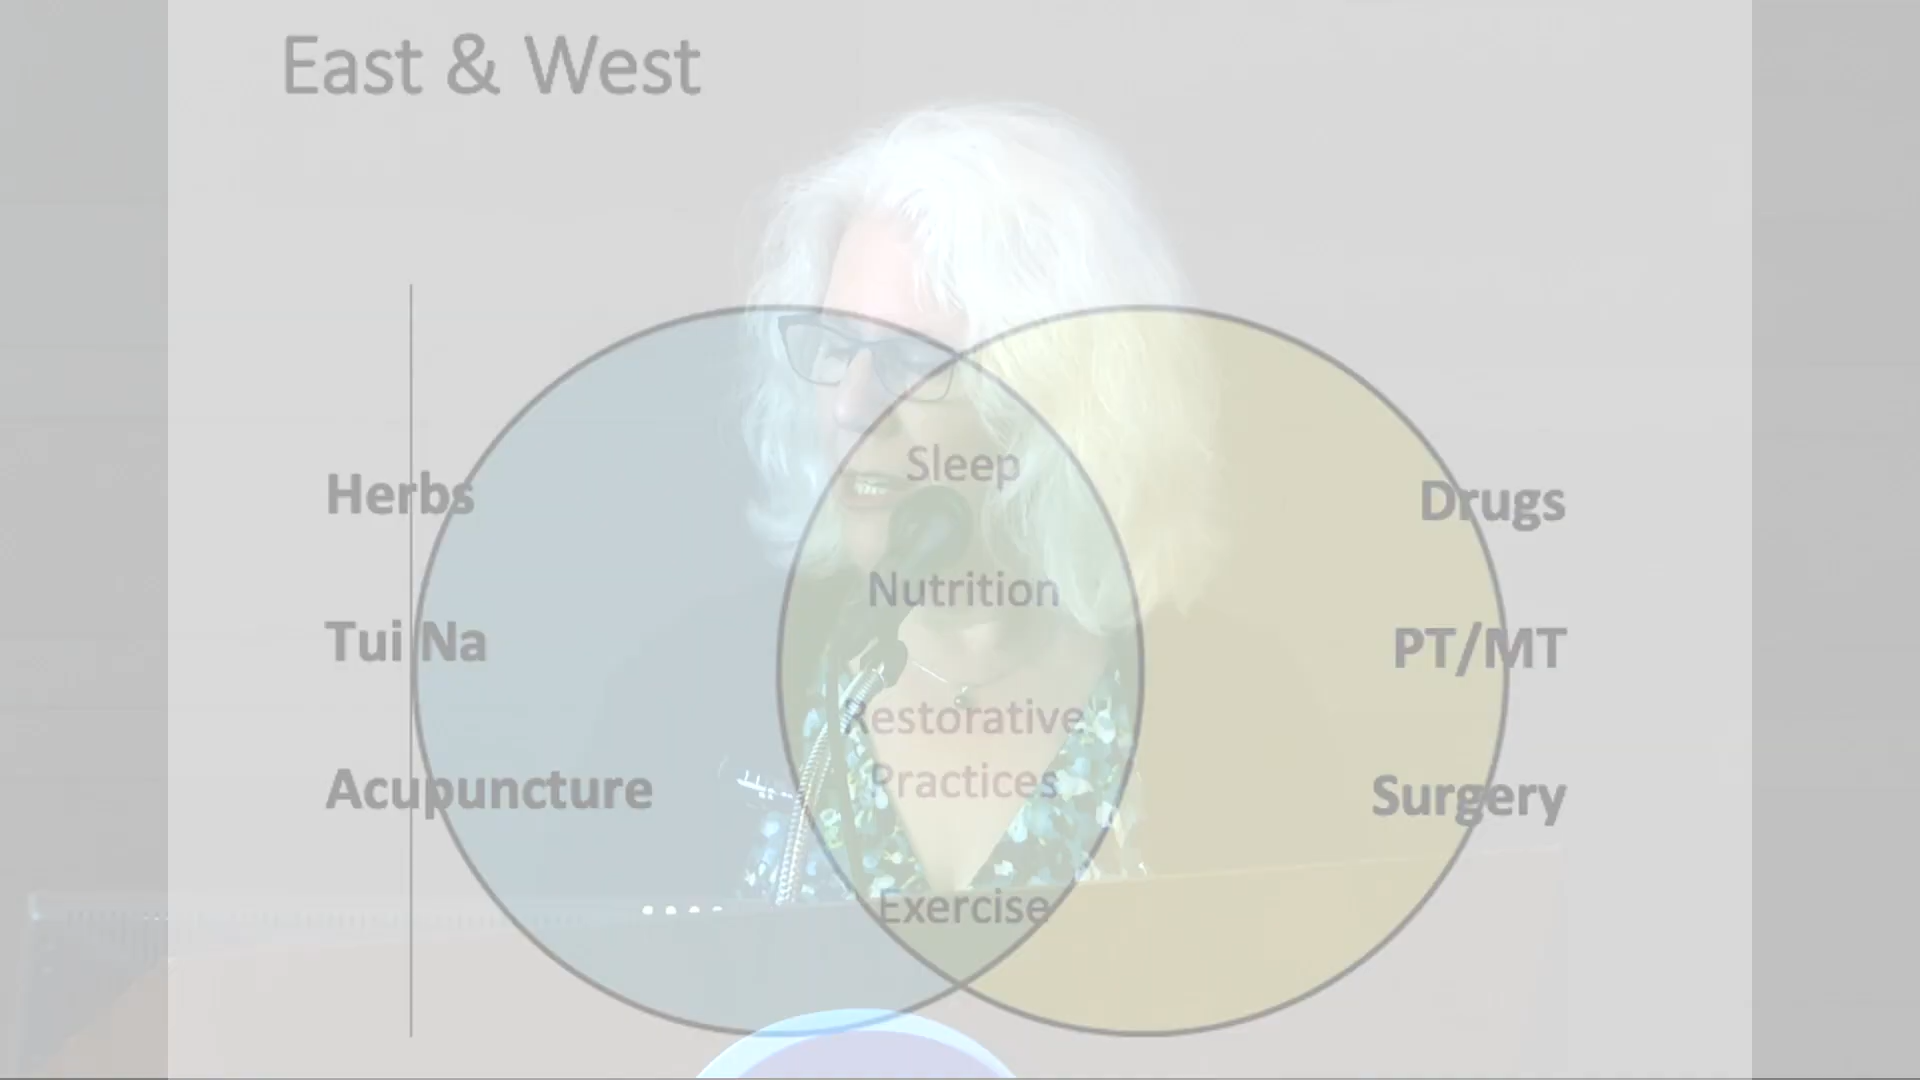 East & West
Herbs
Tui Na
Acupuncture
Sleep
Nutrition
Restorative
Practices
Exercise
Drugs
PT/MT
Surgery